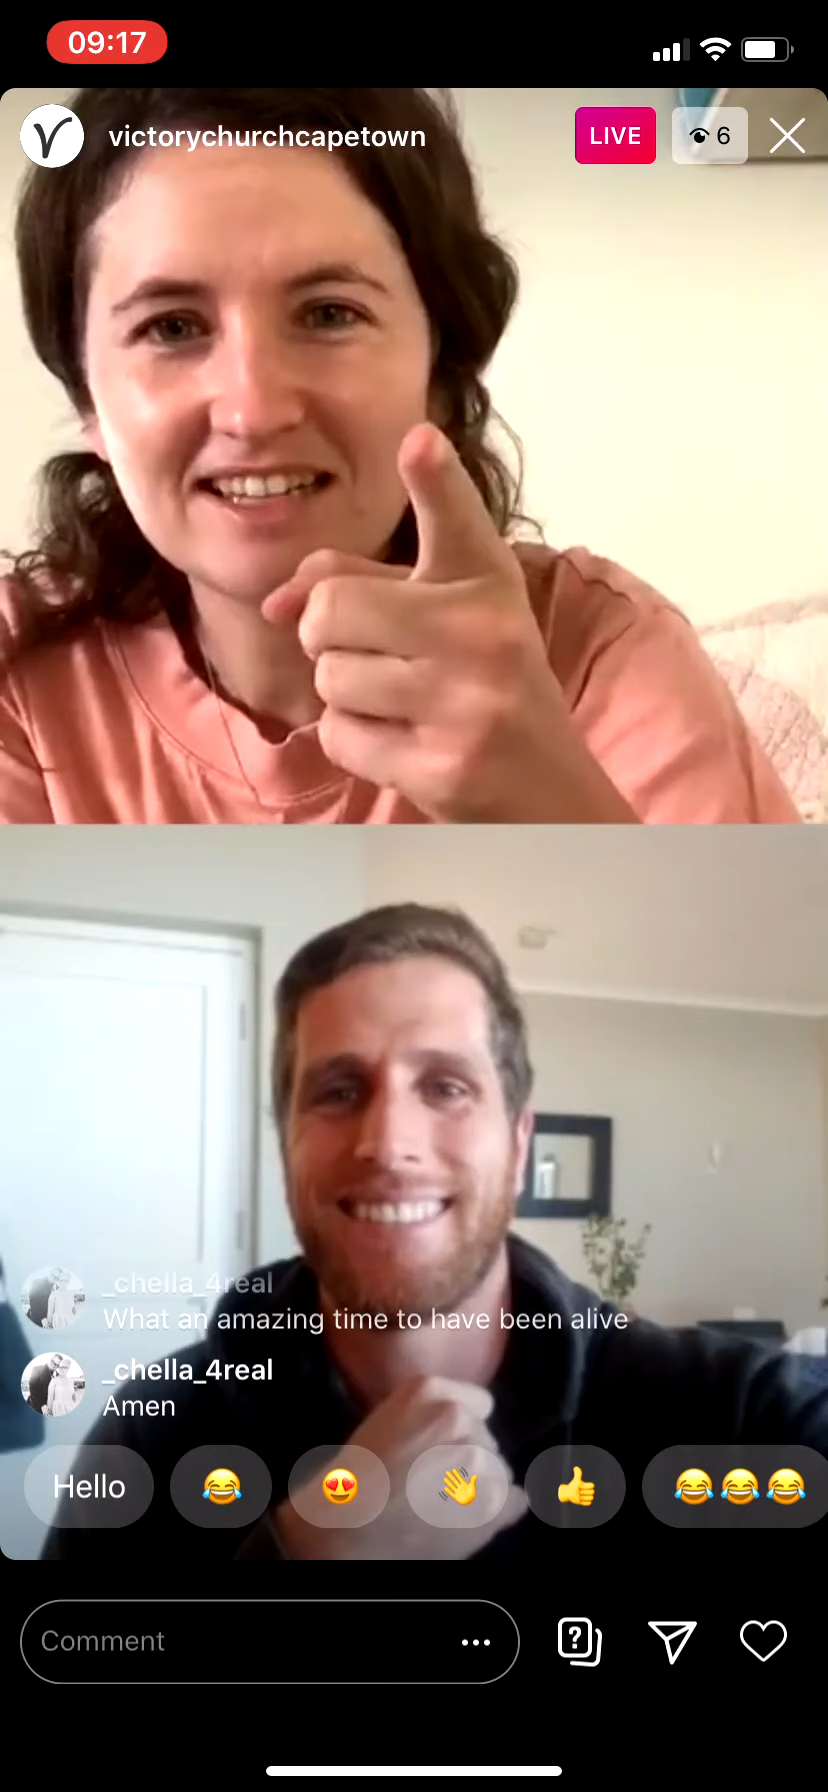 09:17
victorychurchcapetown
LIVE
6
_chella_4real
What an amazing time to have been alive
_chella_4real
Amen
Hello
Comment
?